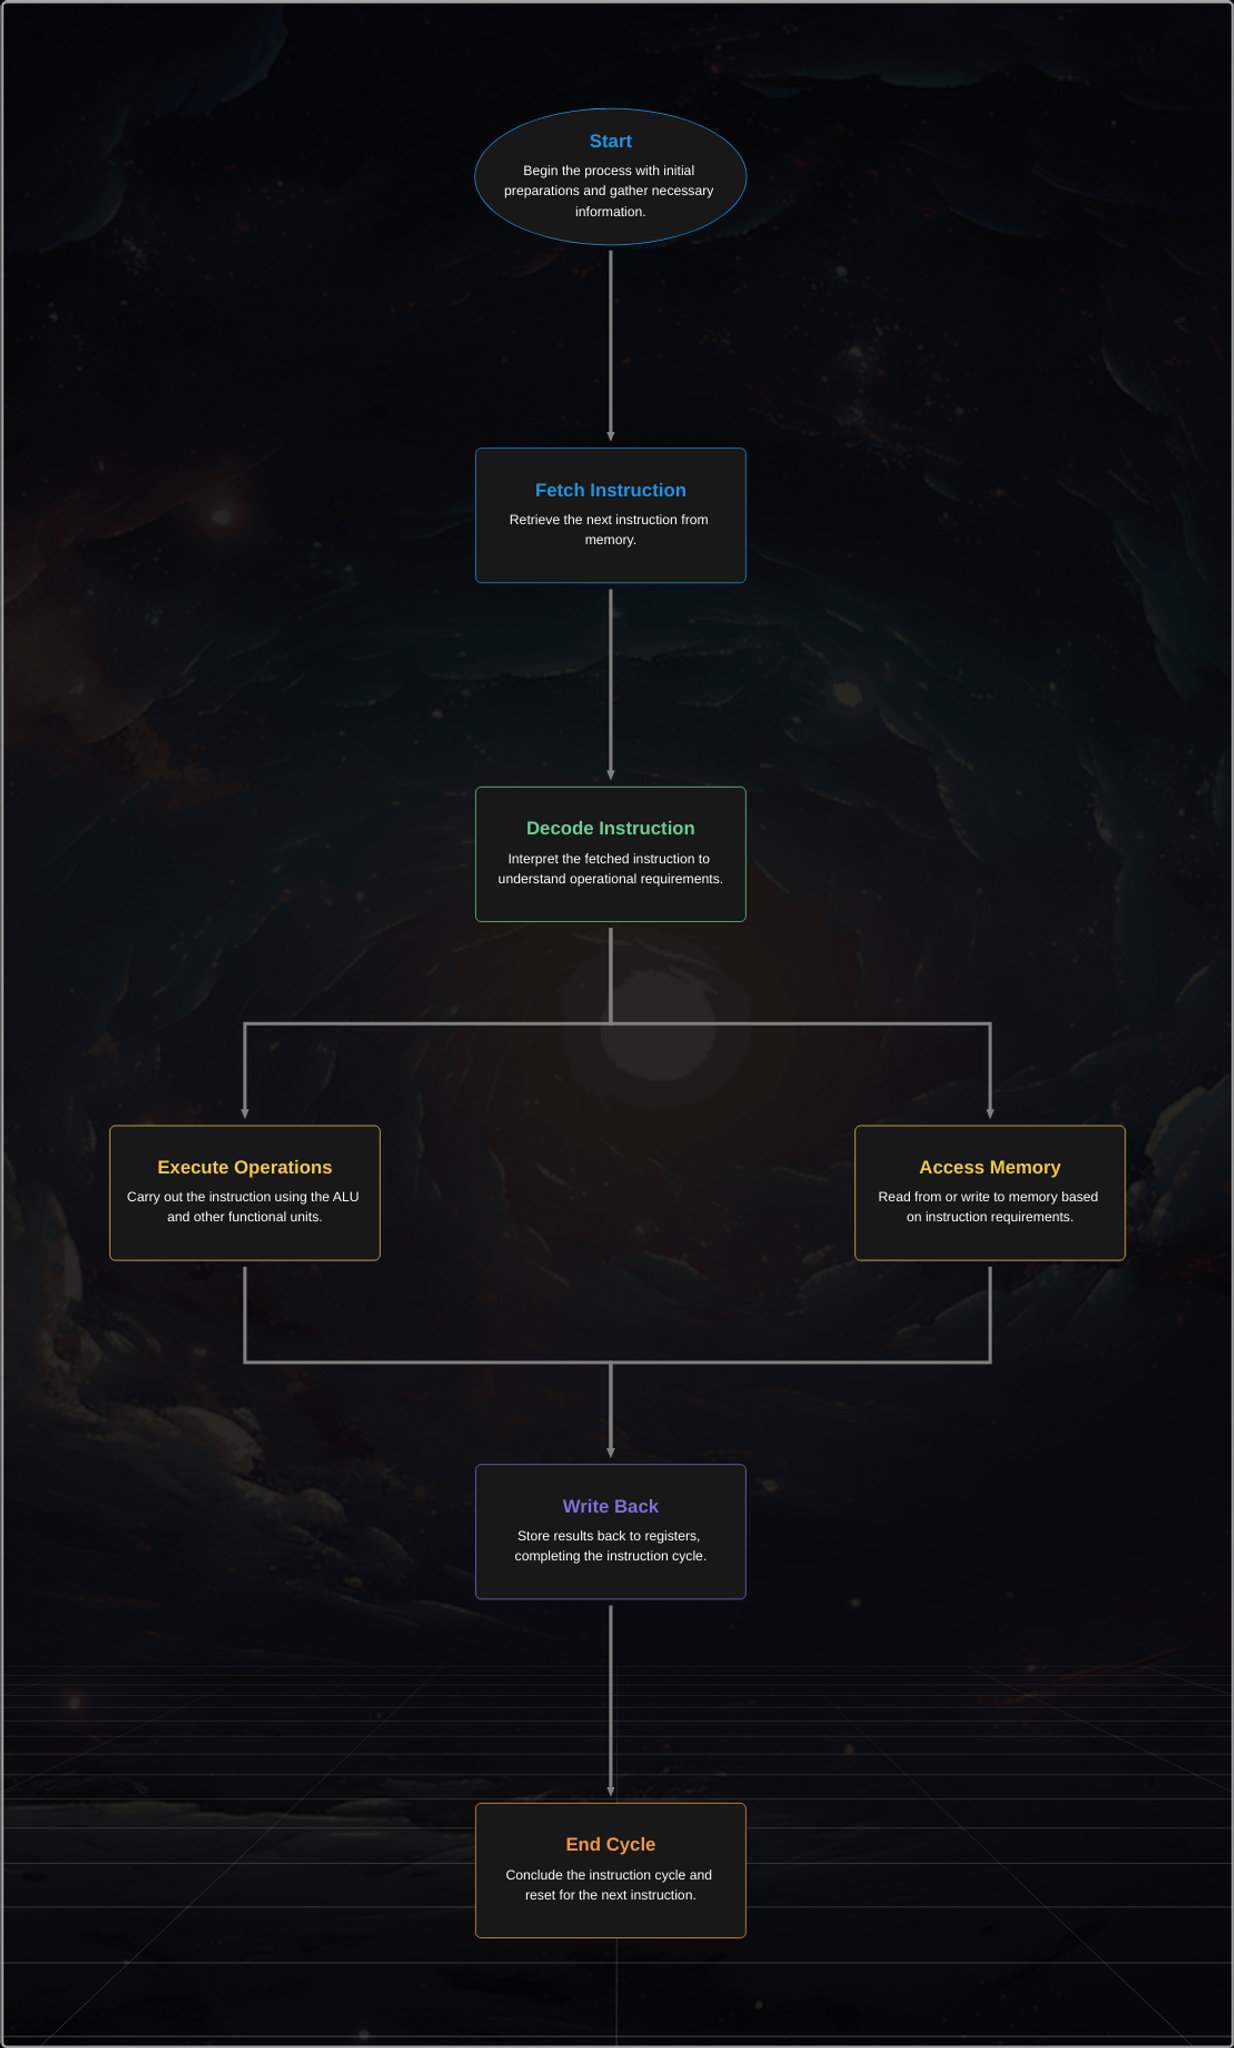 Start
Begin the process with initial
preparations and gather necessary
information.
Fetch Instruction
Retrieve the next instruction from
memory.
Decode Instruction
Interpret the fetched instruction to
understand operational requirements.
Execute Operations
Carry out the instruction using the ALU
and other functional units.
Access Memory
Read from or write to memory based
on instruction requirements.
Write Back
Store results back to registers,
completing the instruction cycle.
End Cycle
Conclude the instruction cycle and
reset for the next instruction.